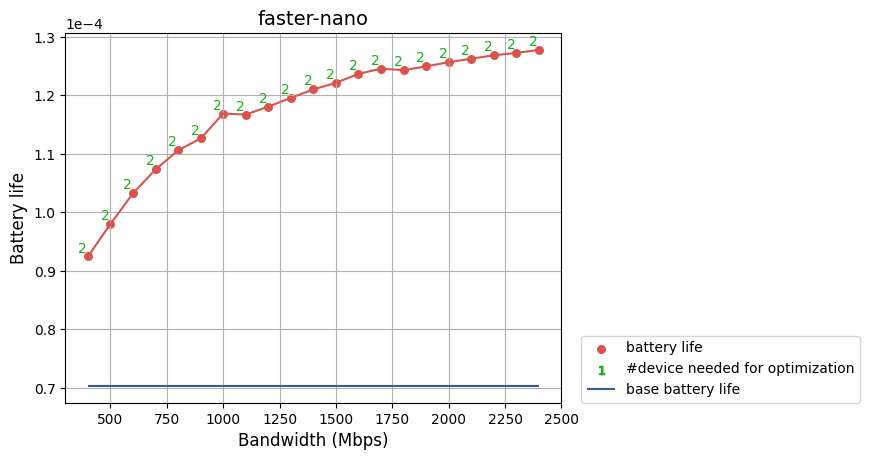 faster-nano
1e−4
1.3
1.2
1.1
1.0
0.9
0.8
0.7
Battery life
2 2 2 2 2 2 2 2 2 2 2 2 2 2 2 2 2 2 2 2 2
500 750 1000 1250 1500 1750 2000 2250 2500
Bandwidth (Mbps)
battery life
1 #device needed for optimization
base battery life